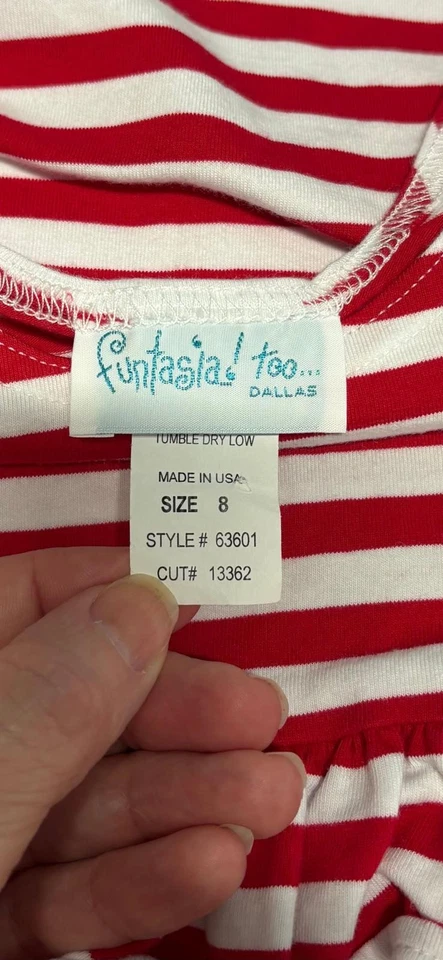 funtasia! too...
DALLAS
TUMBLE DRY LOW
MADE IN USA
SIZE 8
STYLE # 63601
CUT# 13362